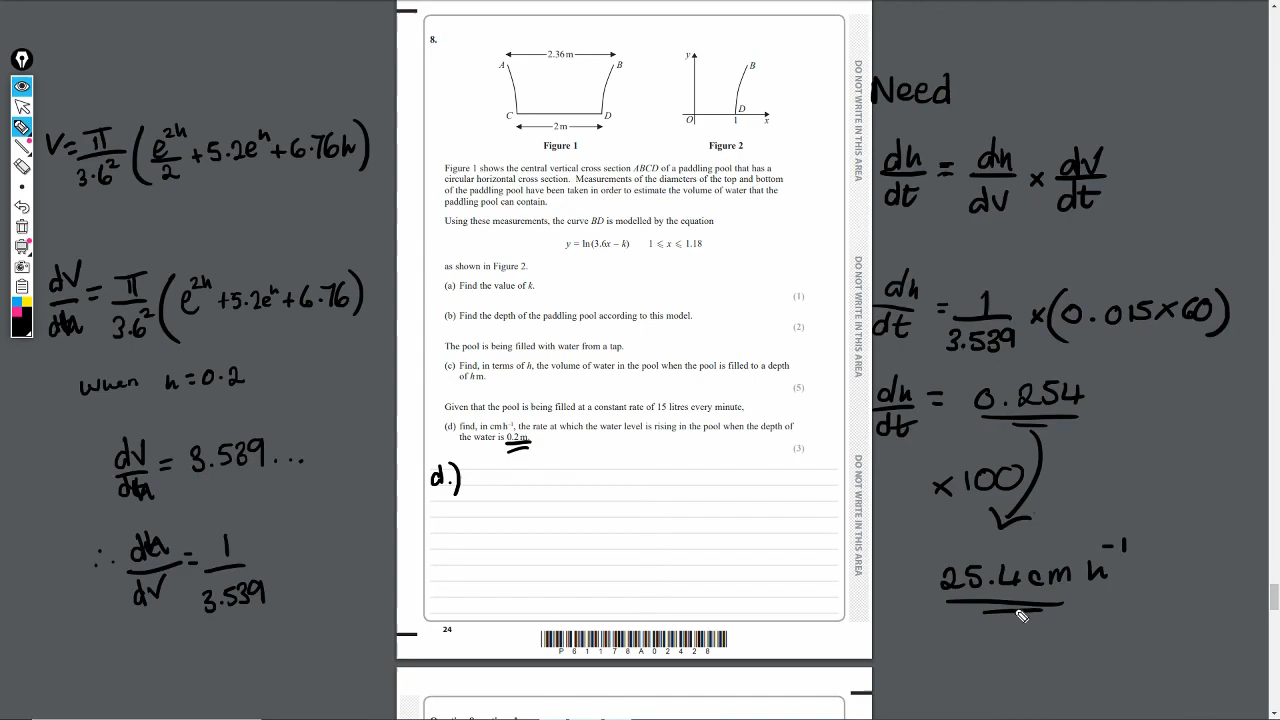 V = π/3·6² (e^2h/2 + 5·2e^h + 6·76h)
dV/dh = π/3·6² (e^2h + 5·2e^h + 6·76)
when h = 0·2
dV/dh = 3·539...
∴ dh/dV = 1/3·539
8.
2.36 m
A B
C D
2 m
Figure 1
y
B
D
O 1 x
Figure 2
Figure 1 shows the central vertical cross section ABCD of a paddling pool that has a
circular horizontal cross section. Measurements of the diameters of the top and bottom
of the paddling pool have been taken in order to estimate the volume of water that the
paddling pool can contain.
Using these measurements, the curve BD is modelled by the equation
y = ln(3.6x – k) 1 ⩽ x ⩽ 1.18
as shown in Figure 2.
(a) Find the value of k.
(1)
(b) Find the depth of the paddling pool according to this model.
(2)
The pool is being filled with water from a tap.
(c) Find, in terms of h, the volume of water in the pool when the pool is filled to a depth
of h m.
(5)
Given that the pool is being filled at a constant rate of 15 litres every minute,
(d) find, in cm h⁻¹, the rate at which the water level is rising in the pool when the depth of
the water is 0.2 m.
(3)
d.)
24
P61178A02428
DO NOT WRITE IN THIS AREA
DO NOT WRITE IN THIS AREA
DO NOT WRITE IN THIS AREA
Need
dh/dt = dh/dV × dV/dt
dh/dt = 1/3·539 × (0·015×60)
dh/dt = 0·254
×100
25·4cm h⁻¹